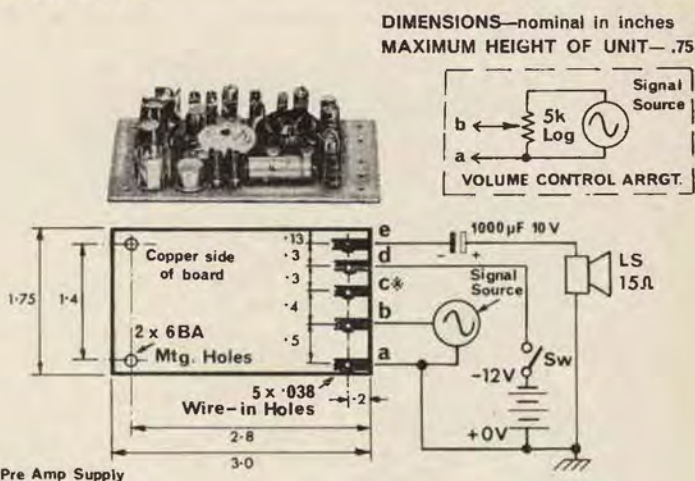 DIMENSIONS—nominal in inches
MAXIMUM HEIGHT OF UNIT— .75
Signal
Source
b
5k
Log
a
VOLUME CONTROL ARRGT.
e
1000µF 10 V
- +
.13
Copper side
of board
.3
d
LS
15Ω
.3
c*
Signal
Source
1·75
1·4
.4
b
2 x 6BA
Mtg. Holes
.5
a
Sw
-12V
5 x ·038
Wire-in Holes
.2
+0V
2·8
3·0
Pre Amp Supply